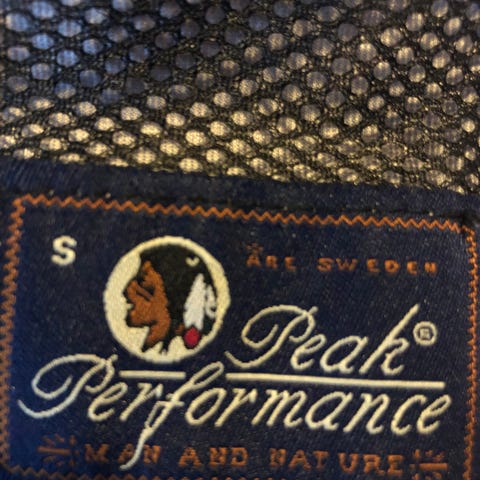 S
ÅRE SWEDEN
Peak®
Performance
MAN AND NATURE